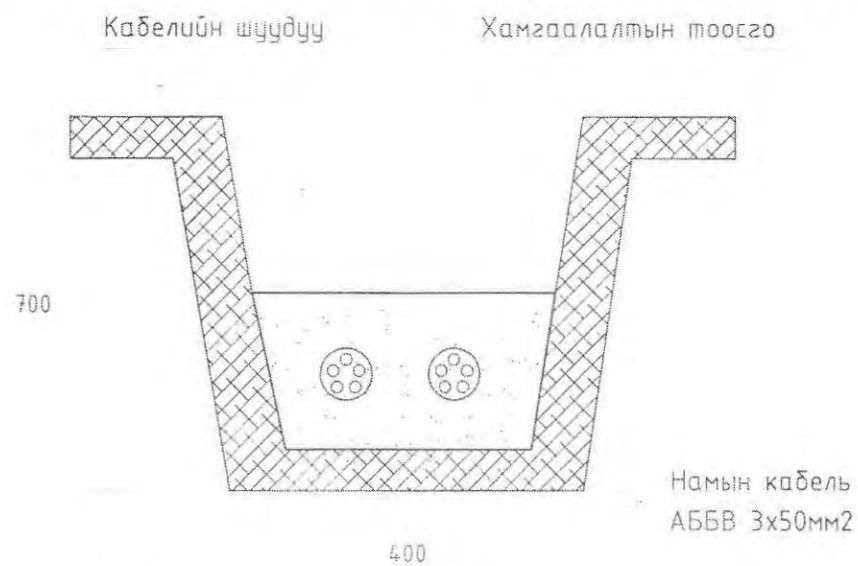 Кабелийн шуудуу
Хамгаалалтын тоосго
700
400
Намын кабель
АББВ 3х50мм2